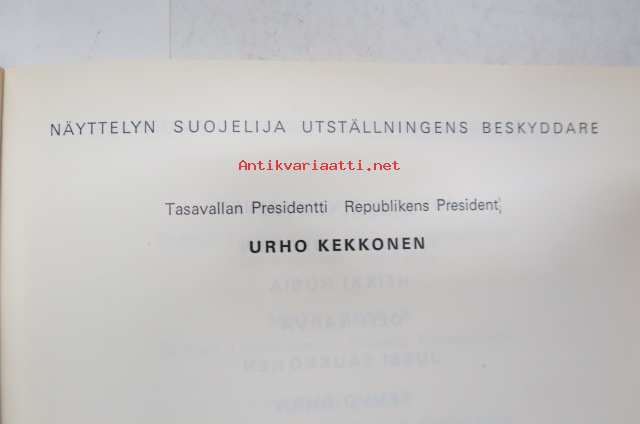 NÄYTTELYN SUOJELIJA UTSTÄLLNINGENS BESKYDDARE
Antikvariaatti.net
Tasavallan Presidentti Republikens President
URHO KEKKONEN